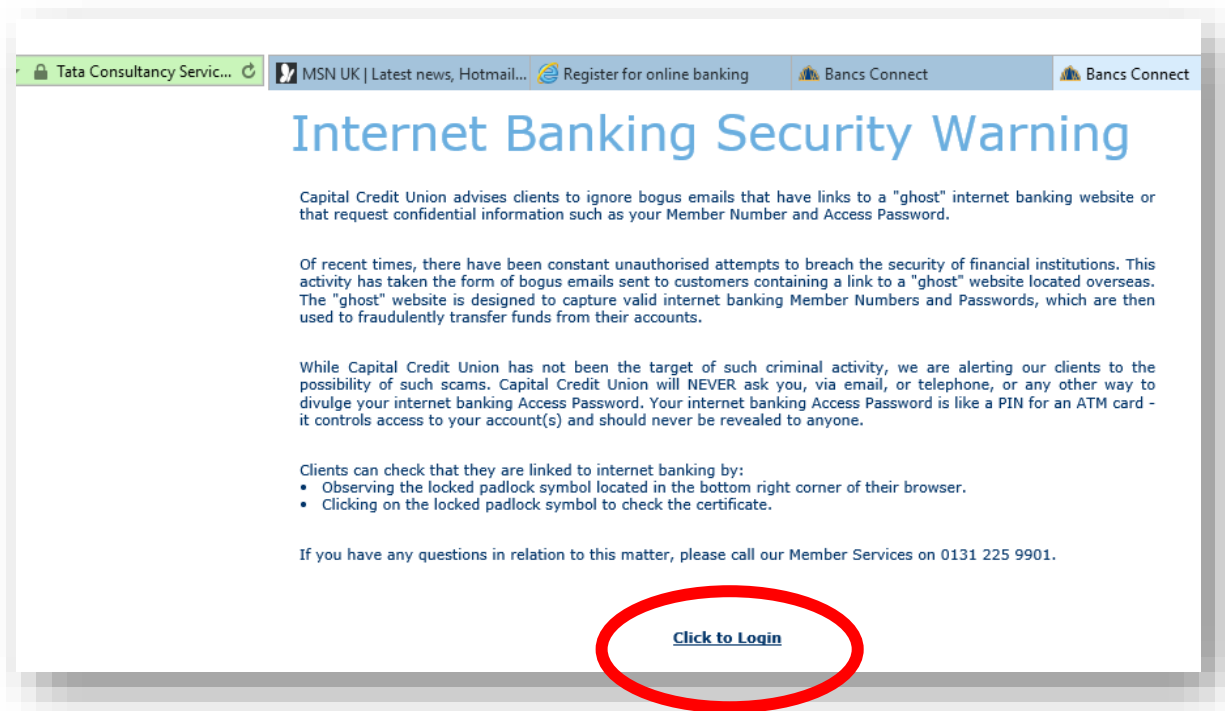 Tata Consultancy Servic... MSN UK | Latest news, Hotmail... Register for online banking Bancs Connect Bancs Connect
Internet Banking Security Warning
Capital Credit Union advises clients to ignore bogus emails that have links to a "ghost" internet banking website or
that request confidential information such as your Member Number and Access Password.
Of recent times, there have been constant unauthorised attempts to breach the security of financial institutions. This
activity has taken the form of bogus emails sent to customers containing a link to a "ghost" website located overseas.
The "ghost" website is designed to capture valid internet banking Member Numbers and Passwords, which are then
used to fraudulently transfer funds from their accounts.
While Capital Credit Union has not been the target of such criminal activity, we are alerting our clients to the
possibility of such scams. Capital Credit Union will NEVER ask you, via email, or telephone, or any other way to
divulge your internet banking Access Password. Your internet banking Access Password is like a PIN for an ATM card -
it controls access to your account(s) and should never be revealed to anyone.
Clients can check that they are linked to internet banking by:
• Observing the locked padlock symbol located in the bottom right corner of their browser.
• Clicking on the locked padlock symbol to check the certificate.
If you have any questions in relation to this matter, please call our Member Services on 0131 225 9901.
Click to Login